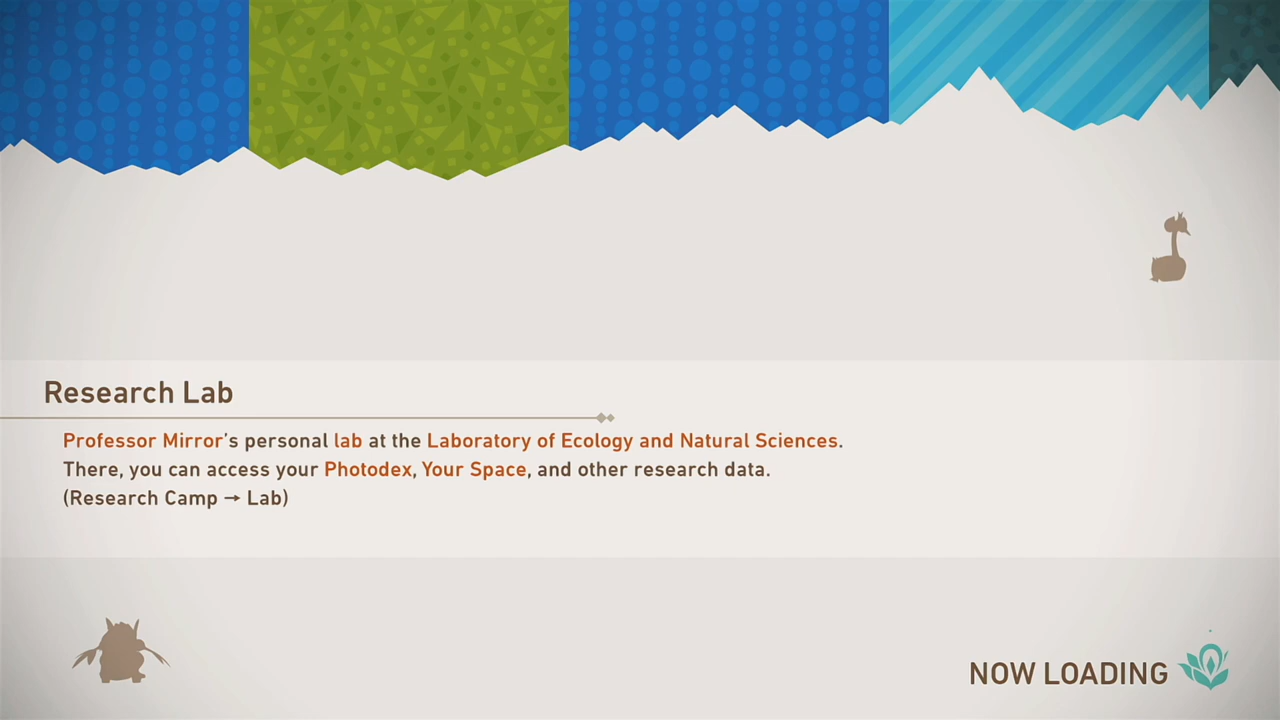 Research Lab
Professor Mirror's personal lab at the Laboratory of Ecology and Natural Sciences.
There, you can access your Photodex, Your Space, and other research data.
(Research Camp → Lab)
NOW LOADING